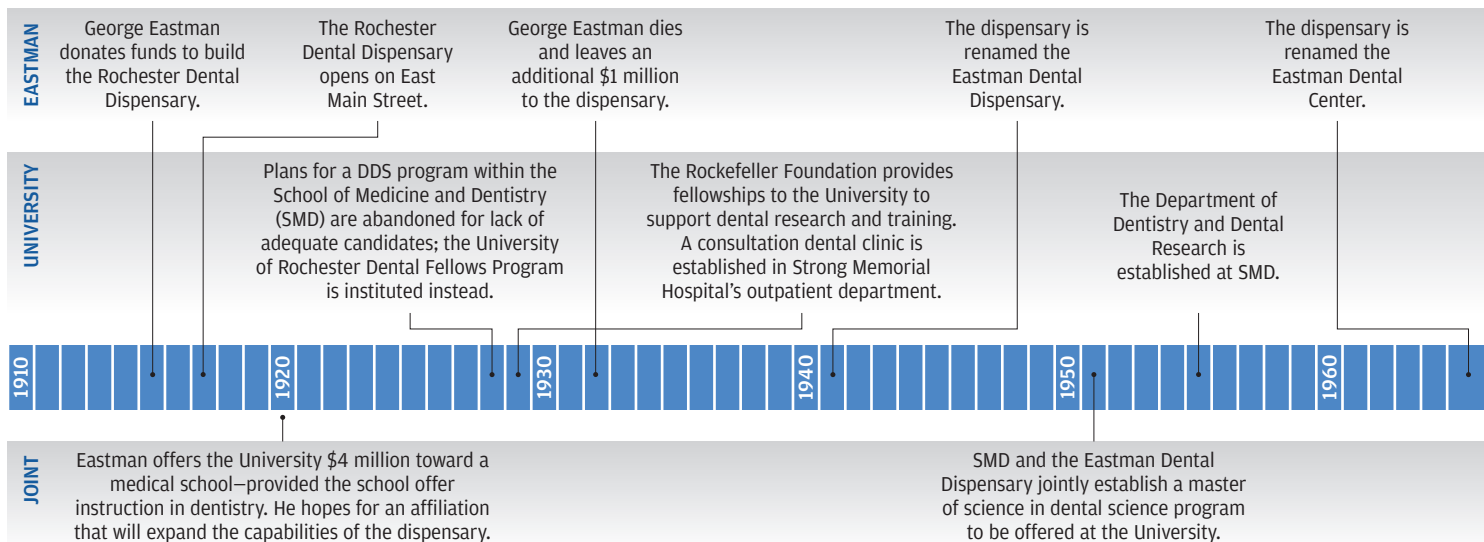 EASTMAN
George Eastman
donates funds to build
the Rochester Dental
Dispensary.
The Rochester
Dental Dispensary
opens on East
Main Street.
George Eastman dies
and leaves an
additional $1 million
to the dispensary.
The dispensary is
renamed the
Eastman Dental
Dispensary.
The dispensary is
renamed the
Eastman Dental
Center.
UNIVERSITY
Plans for a DDS program within the
School of Medicine and Dentistry
(SMD) are abandoned for lack of
adequate candidates; the University
of Rochester Dental Fellows Program
is instituted instead.
The Rockefeller Foundation provides
fellowships to the University to
support dental research and training.
A consultation dental clinic is
established in Strong Memorial
Hospital’s outpatient department.
The Department of
Dentistry and Dental
Research is
established at SMD.
1910
1920
1930
1940
1950
1960
JOINT
Eastman offers the University $4 million toward a
medical school—provided the school offer
instruction in dentistry. He hopes for an affiliation
that will expand the capabilities of the dispensary.
SMD and the Eastman Dental
Dispensary jointly establish a master
of science in dental science program
to be offered at the University.